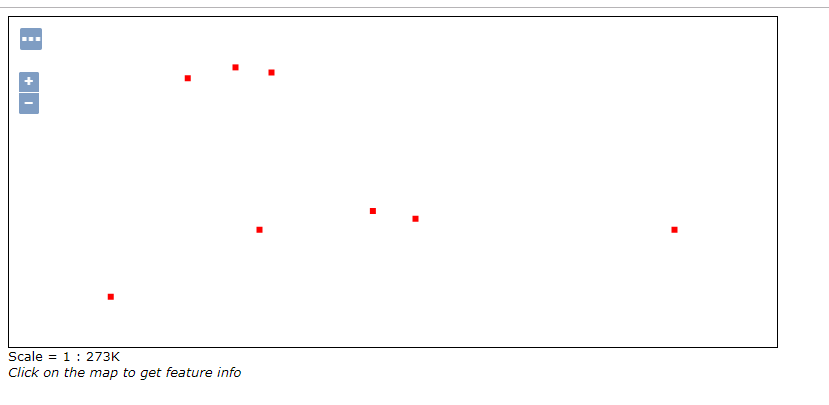 +
−
Scale = 1 : 273K
Click on the map to get feature info